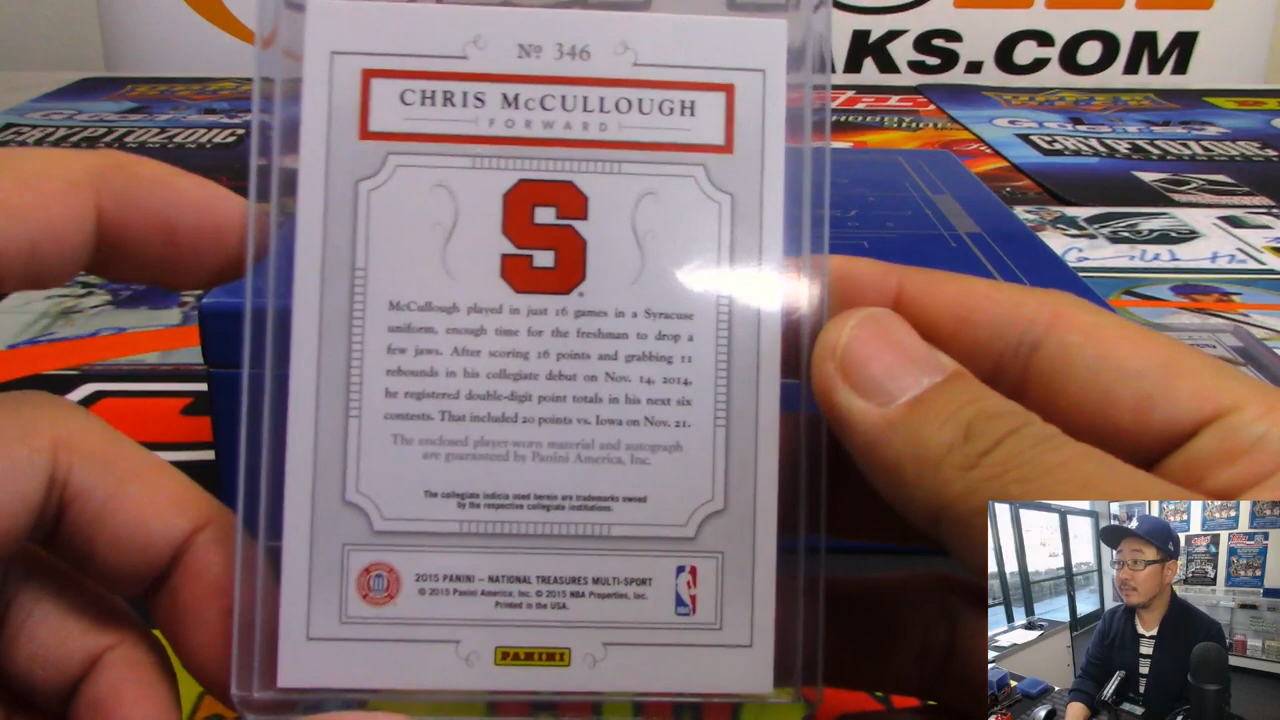 AKS.COM
Nº 346
CHRIS McCULLOUGH
FORWARD
S
McCullough played in just 16 games in a Syracuse
uniform, enough time for the freshman to drop a
few jaws. After scoring 16 points and grabbing 11
rebounds in his collegiate debut on Nov. 14, 2014,
he registered double-digit point totals in his next six
contests. That included 20 points vs. Iowa on Nov. 21.
The enclosed player-worn material and autograph
are guaranteed by Panini America, Inc.
The collegiate indicia used herein are trademarks owned
by the respective collegiate institutions.
2015 PANINI – NATIONAL TREASURES MULTI-SPORT
© 2015 Panini America, Inc. © 2015 NBA Properties, Inc.
Printed in the USA.
NBA
PANINI
CRYPTOZOIC
ENTERTAINMENT
HOBBY
CRYPTOZOIC
ENTERTAINMENT